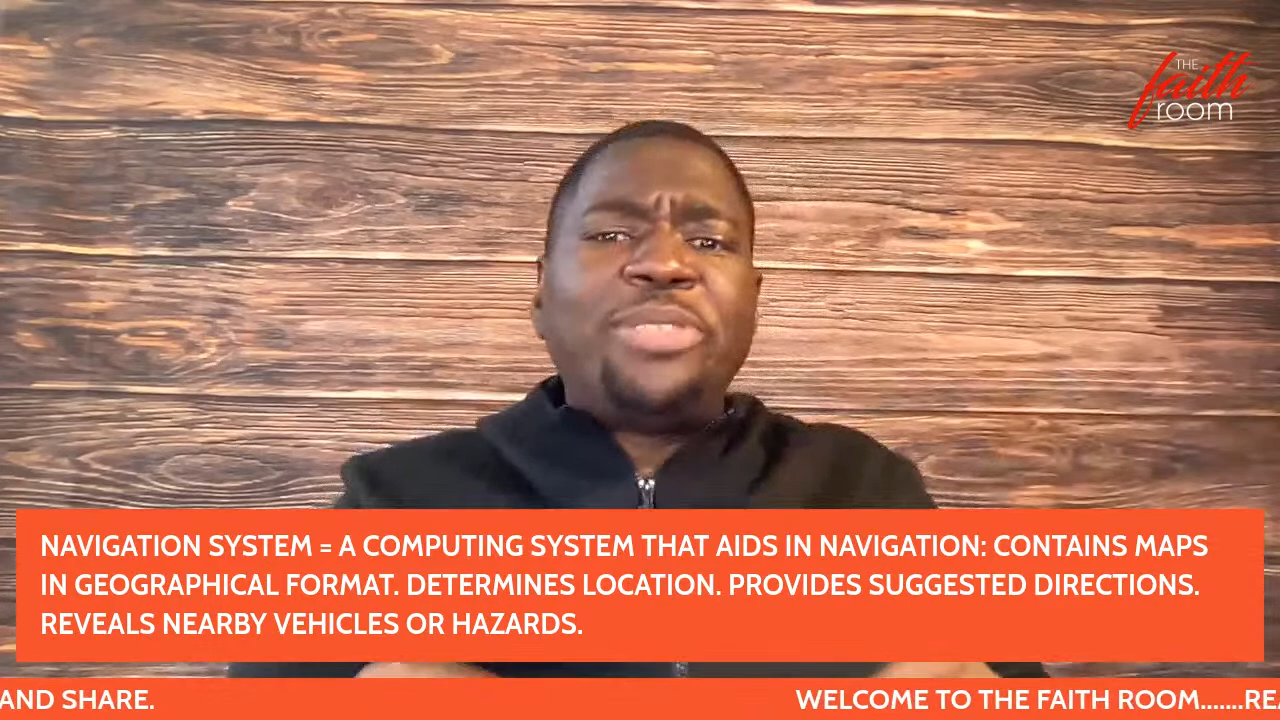 THE
faith
room
NAVIGATION SYSTEM = A COMPUTING SYSTEM THAT AIDS IN NAVIGATION: CONTAINS MAPS
IN GEOGRAPHICAL FORMAT. DETERMINES LOCATION. PROVIDES SUGGESTED DIRECTIONS.
REVEALS NEARBY VEHICLES OR HAZARDS.
AND SHARE. WELCOME TO THE FAITH ROOM.......